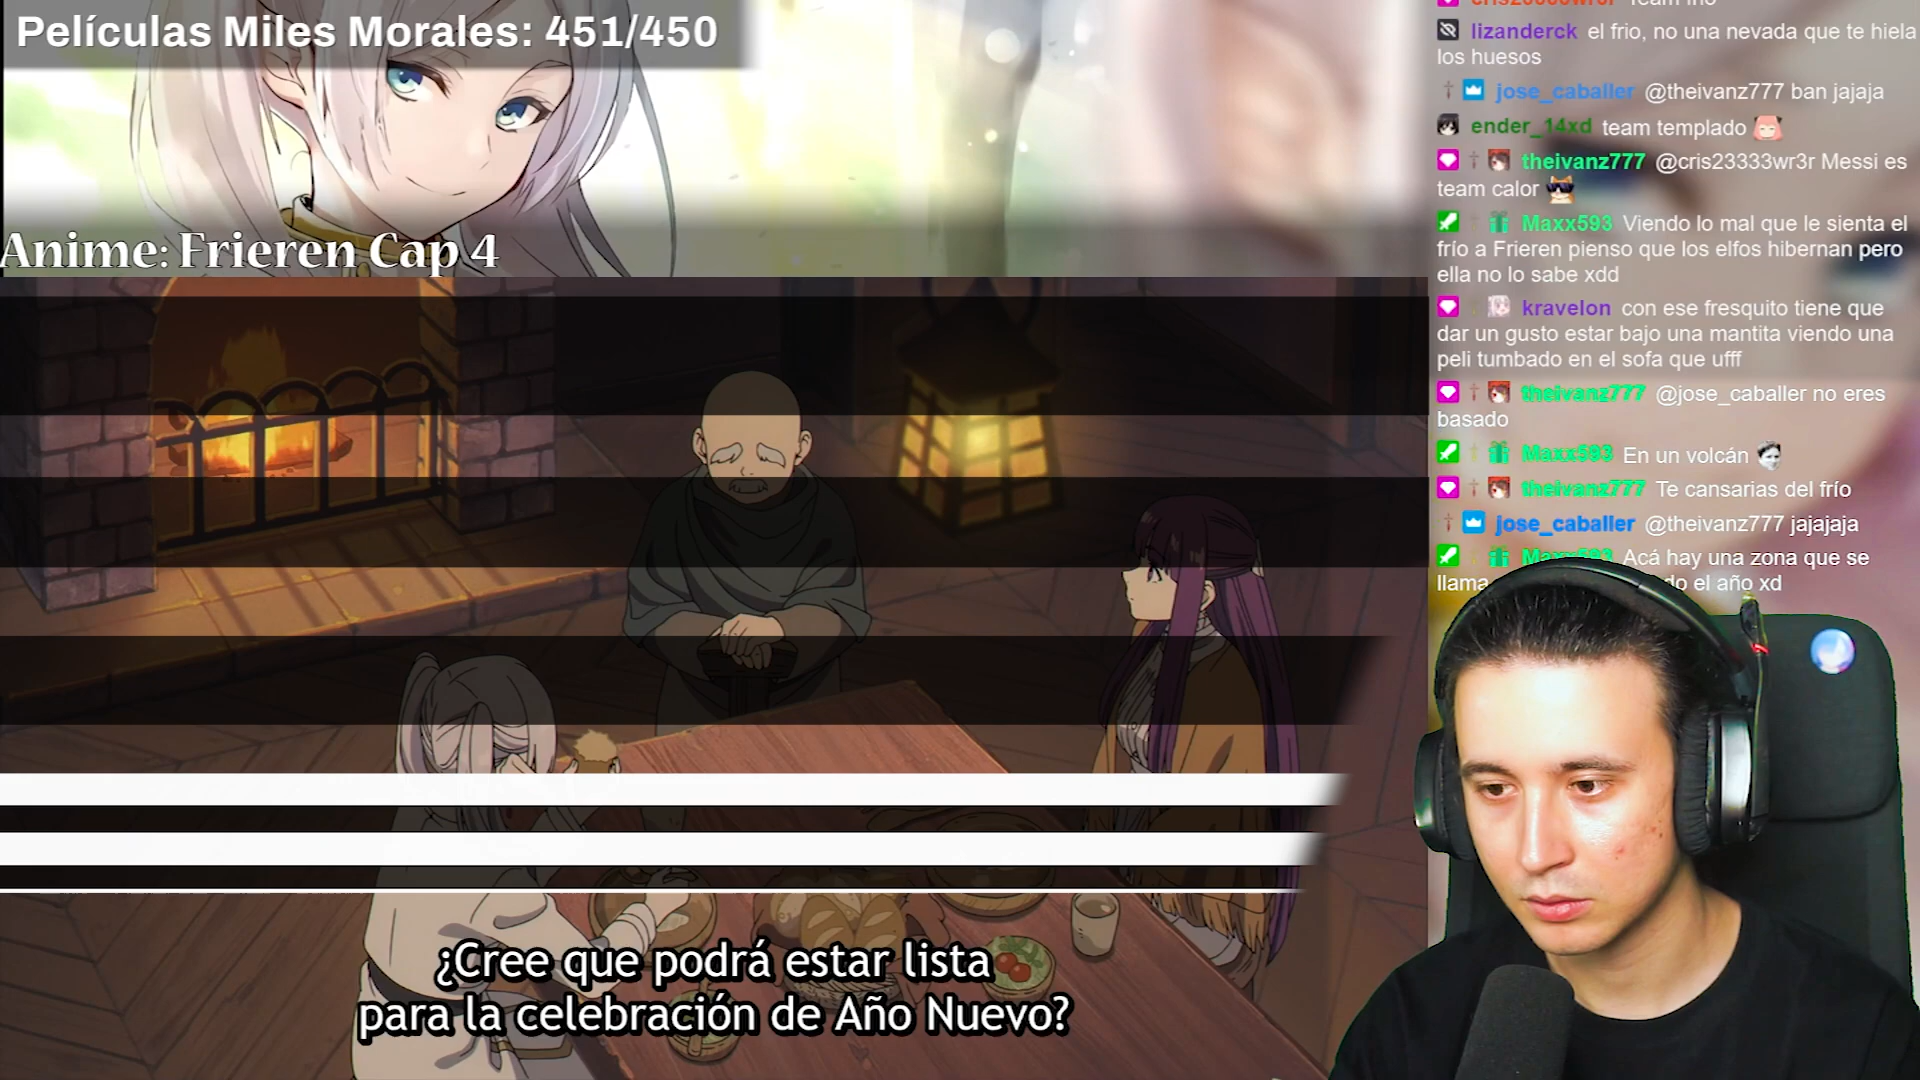 Películas Miles Morales: 451/450
Anime: Frieren Cap 4
¿Cree que podrá estar lista
para la celebración de Año Nuevo?
lizanderck el frio, no una nevada que te hiela
los huesos
jose_caballer @theivanz777 ban jajaja
ender_14xd team templado
theivanz777 @cris23333wr3r Messi es
team calor
Maxx593 Viendo lo mal que le sienta el
frío a Frieren pienso que los elfos hibernan pero
ella no lo sabe xdd
kravelon con ese fresquito tiene que
dar un gusto estar bajo una mantita viendo una
peli tumbado en el sofa que ufff
theivanz777 @jose_caballer no eres
basado
Maxx593 En un volcán
theivanz777 Te cansarias del frío
jose_caballer @theivanz777 jajajaja
Maxx593 Acá hay una zona que se
llama el año xd